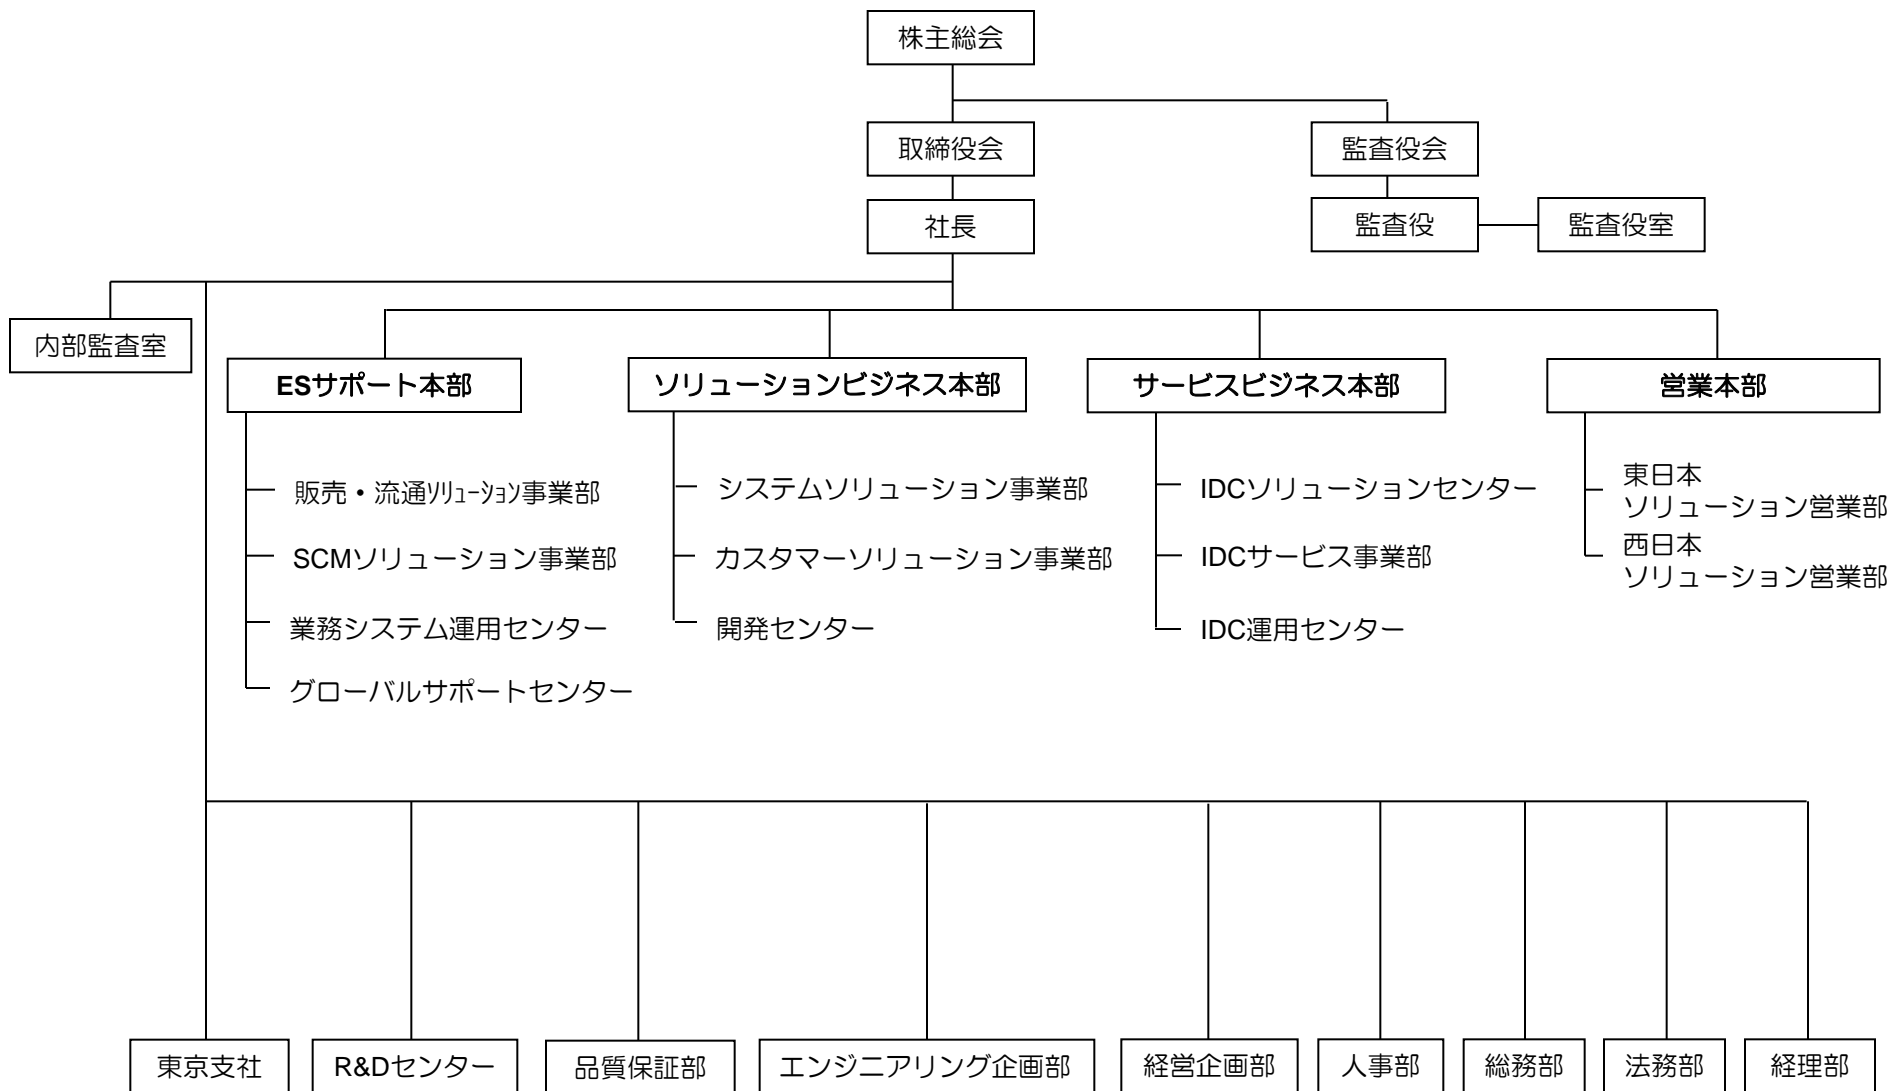 株主総会
取締役会
監査役会
社長
監査役
監査役室
内部監査室
ESサポート本部
ソリューションビジネス本部
サービスビジネス本部
営業本部
販売・流通ｿﾘｭｰｼｮﾝ事業部
SCMソリューション事業部
業務システム運用センター
グローバルサポートセンター
システムソリューション事業部
カスタマーソリューション事業部
開発センター
IDCソリューションセンター
IDCサービス事業部
IDC運用センター
東日本
ソリューション営業部
西日本
ソリューション営業部
東京支社
R&Dセンター
品質保証部
エンジニアリング企画部
経営企画部
人事部
総務部
法務部
経理部